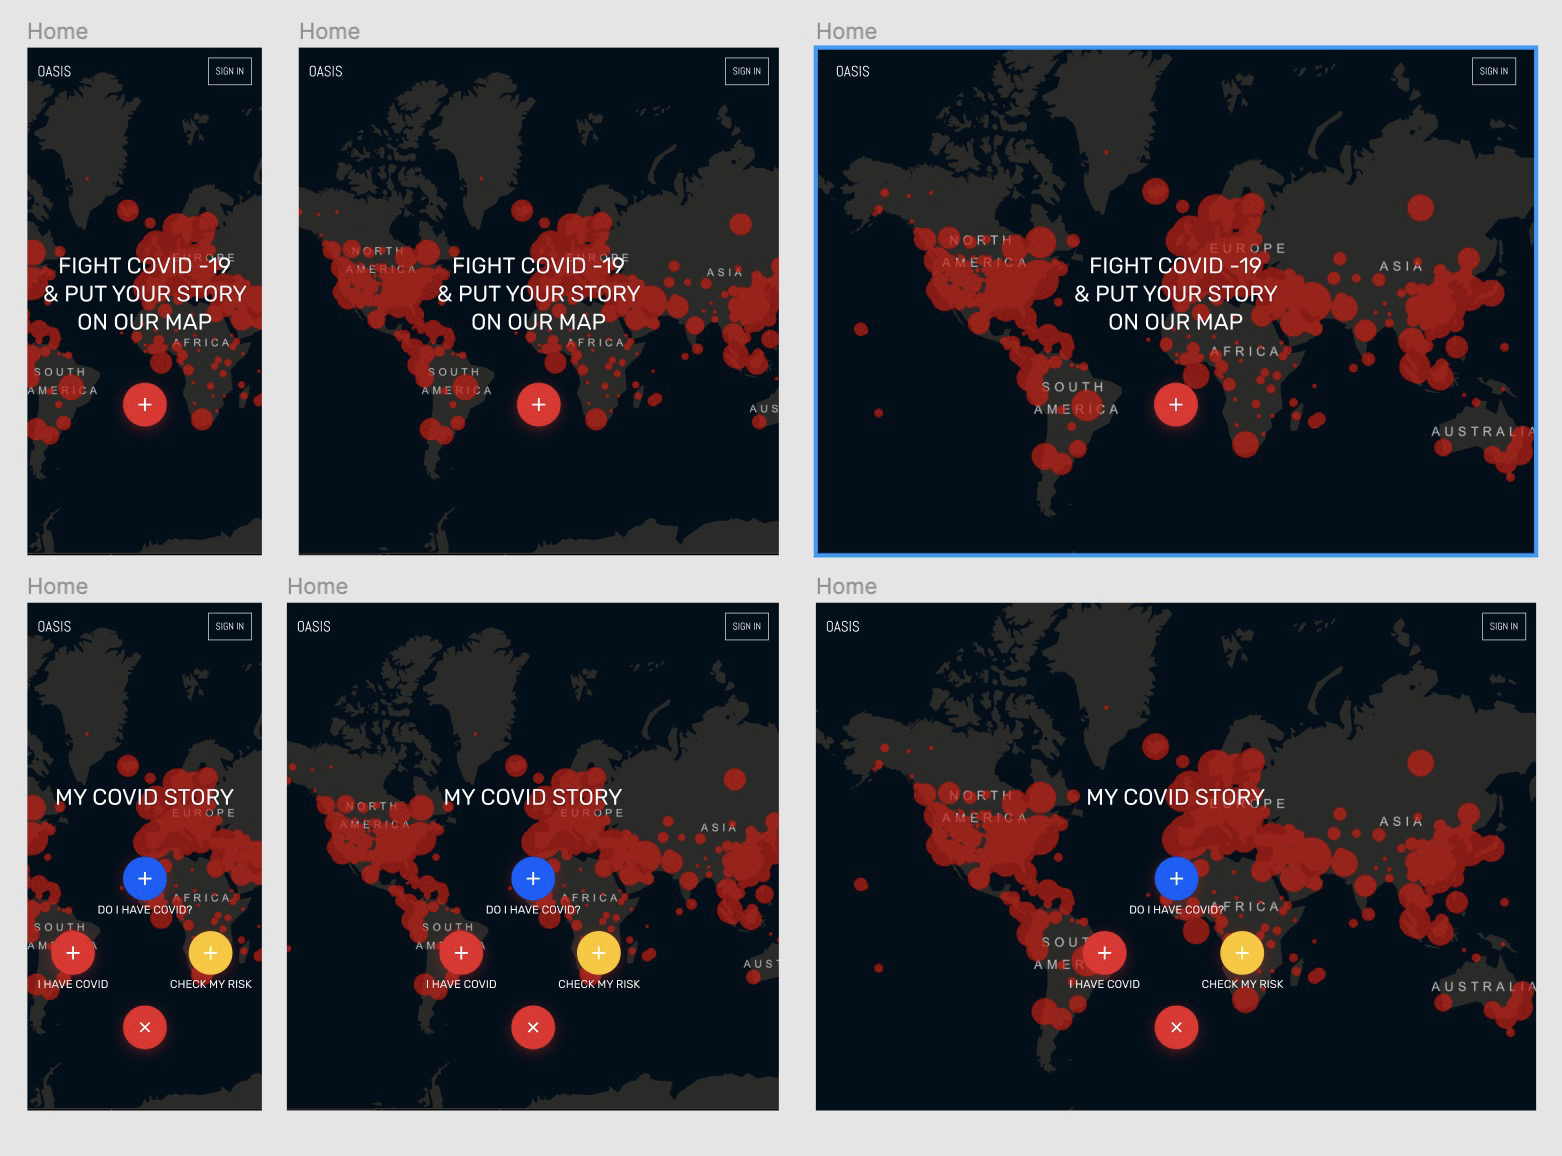 Home
OASIS
SIGN IN
EUROPE
FIGHT COVID -19
& PUT YOUR STORY
ON OUR MAP
AFRICA
SOUTH
AMERICA
+
Home
OASIS
SIGN IN
NORTH
AMERICA
EUROPE
ASIA
FIGHT COVID -19
& PUT YOUR STORY
ON OUR MAP
AFRICA
SOUTH
AMERICA
AUS
+
Home
OASIS
SIGN IN
NORTH
AMERICA
EUROPE
ASIA
FIGHT COVID -19
& PUT YOUR STORY
ON OUR MAP
AFRICA
SOUTH
AMERICA
AUSTRALIA
+
Home
OASIS
SIGN IN
MY COVID STORY
EUROPE
+
AFRICA
DO I HAVE COVID?
SOUTH
AM A
+
+
I HAVE COVID
CHECK MY RISK
×
Home
OASIS
SIGN IN
MY COVID STORY
NORTH
AMERICA
EUROPE
ASIA
+
AFRICA
DO I HAVE COVID?
SOUTH
AM A
AUST
+
+
I HAVE COVID
CHECK MY RISK
×
Home
OASIS
SIGN IN
MY COVID STORY
NORTH
AMERICA
EUROPE
ASIA
+
AFRICA
DO I HAVE COVID?
SOUT
AMER
AUSTRALIA
+
+
I HAVE COVID
CHECK MY RISK
×